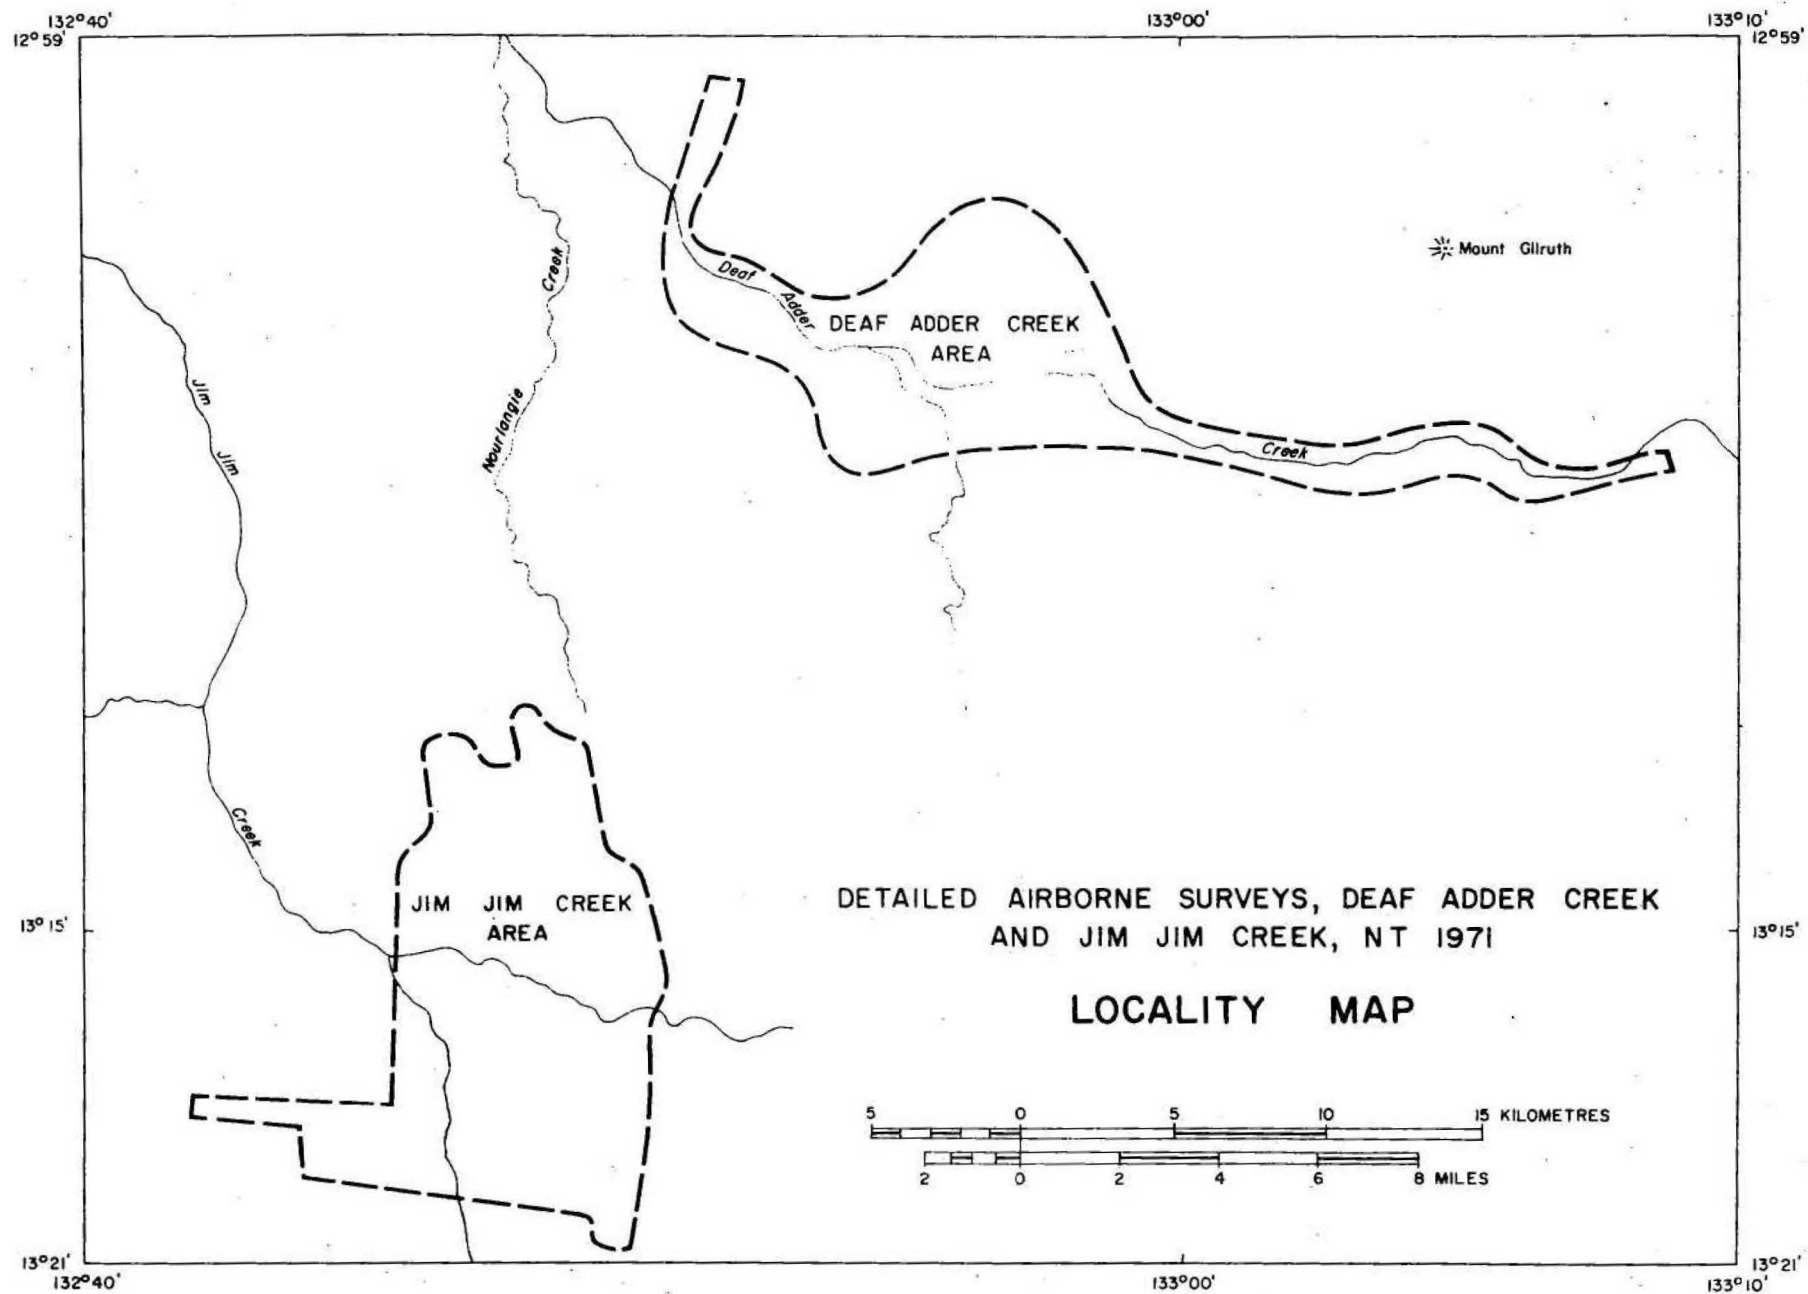 132°40'
133°00'
133°10'
12°59'
12°59'
Mount Gilruth
Creek
Deaf
Adder
DEAF ADDER CREEK
AREA
Jim
Nourlangie
Jim
Creek
Creek
JIM JIM CREEK
AREA
DETAILED AIRBORNE SURVEYS, DEAF ADDER CREEK
AND JIM JIM CREEK, NT 1971
13°15'
13°15'
LOCALITY MAP
5 0 5 10 15 KILOMETRES
2 0 2 4 6 8 MILES
13°21'
13°21'
132°40'
133°00'
133°10'